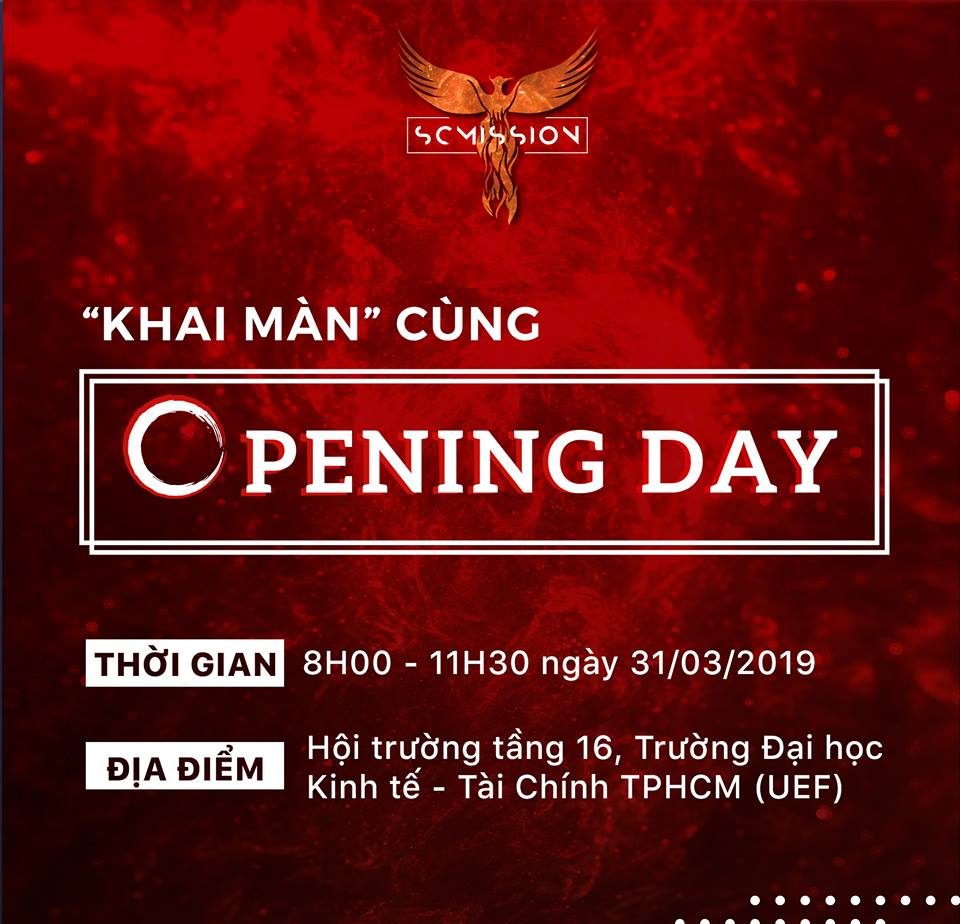 SCMISSION
“KHAI MÀN” CÙNG
OPENING DAY
THỜI GIAN 8H00 - 11H30 ngày 31/03/2019
ĐỊA ĐIỂM Hội trường tầng 16, Trường Đại học
Kinh tế - Tài Chính TPHCM (UEF)